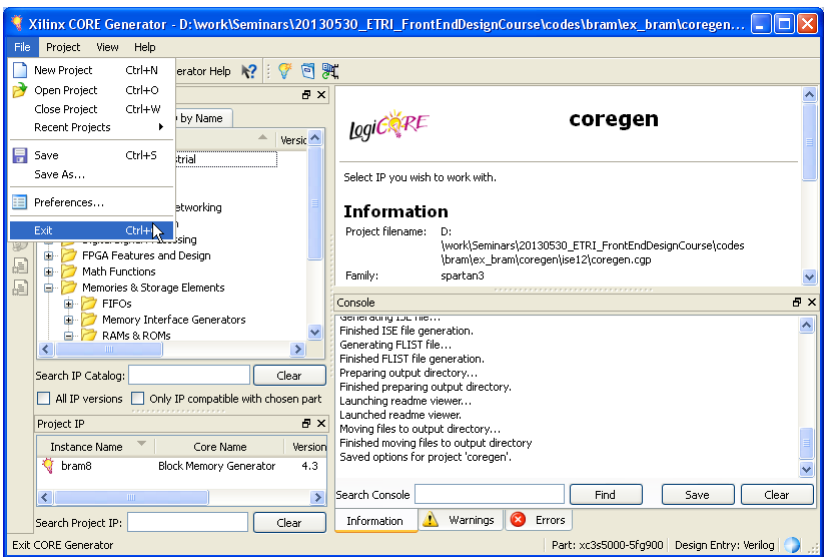 Xilinx CORE Generator - D:\work\Seminars\20130530_ETRI_FrontEndDesignCourse\codes\bram\ex_bram\coregen...
File Project View Help
New Project Ctrl+N
Open Project Ctrl+O
Close Project Ctrl+W
Recent Projects
Save Ctrl+S
Save As...
Preferences...
Exit
erator Help
by Name
Versic
strial
etworking
FPGA Features and Design
Math Functions
Memories & Storage Elements
FIFOs
Memory Interface Generators
RAMs & ROMs
Search IP Catalog: Clear
All IP versions Only IP compatible with chosen part
Project IP
Instance Name Core Name Version
bram8 Block Memory Generator 4.3
Search Project IP: Clear
logiCORE
coregen
Select IP you wish to work with.
Information
Project filename: D:
\work\Seminars\20130530_ETRI_FrontEndDesignCourse\codes
\bram\ex_bram\coregen\ise12\coregen.cgp
Family: spartan3
Console
Generating ISE file...
Finished ISE file generation.
Generating FLIST file...
Finished FLIST file generation.
Preparing output directory...
Finished preparing output directory.
Launching readme viewer...
Launched readme viewer.
Moving files to output directory...
Finished moving files to output directory
Saved options for project 'coregen'.
Search Console Find Save Clear
Information Warnings Errors
Exit CORE Generator
Part: xc3s5000-5fg900 Design Entry: Verilog